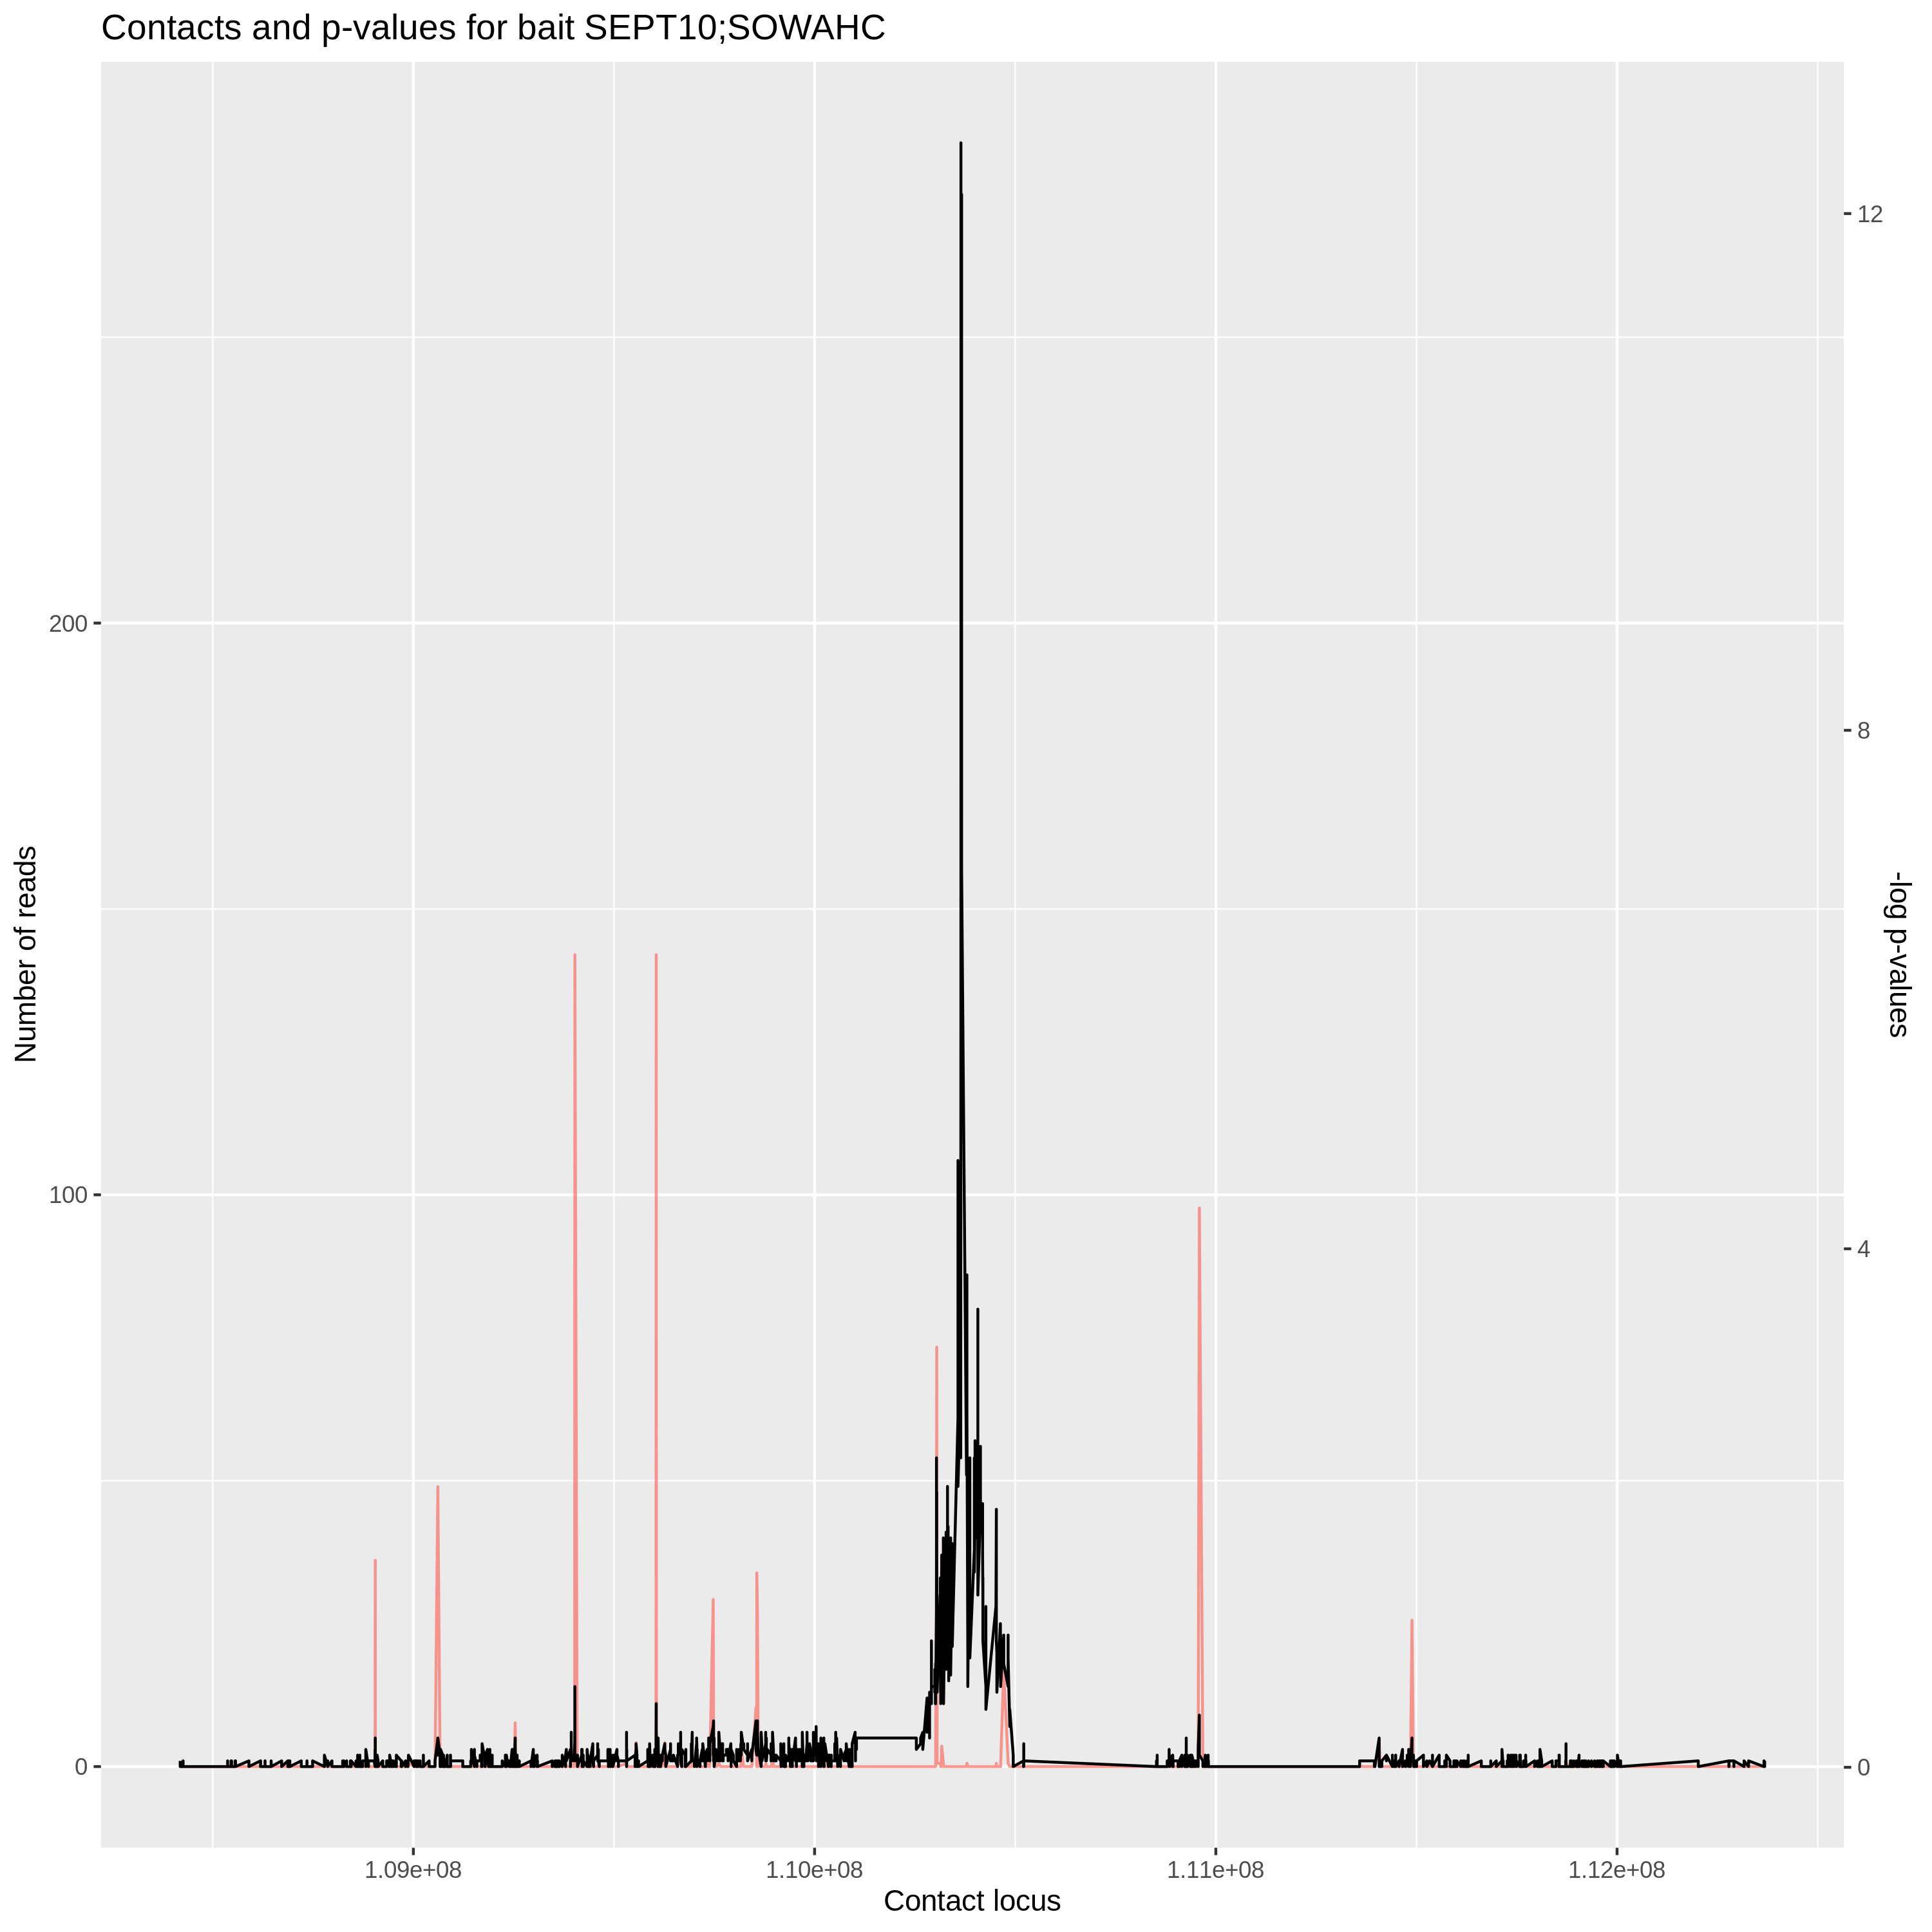 Contacts and p-values for bait SEPT10;SOWAHC
Number of reads
200
100
0
12
8
4
0
-log p-values
1.09e+08 1.10e+08 1.11e+08 1.12e+08
Contact locus